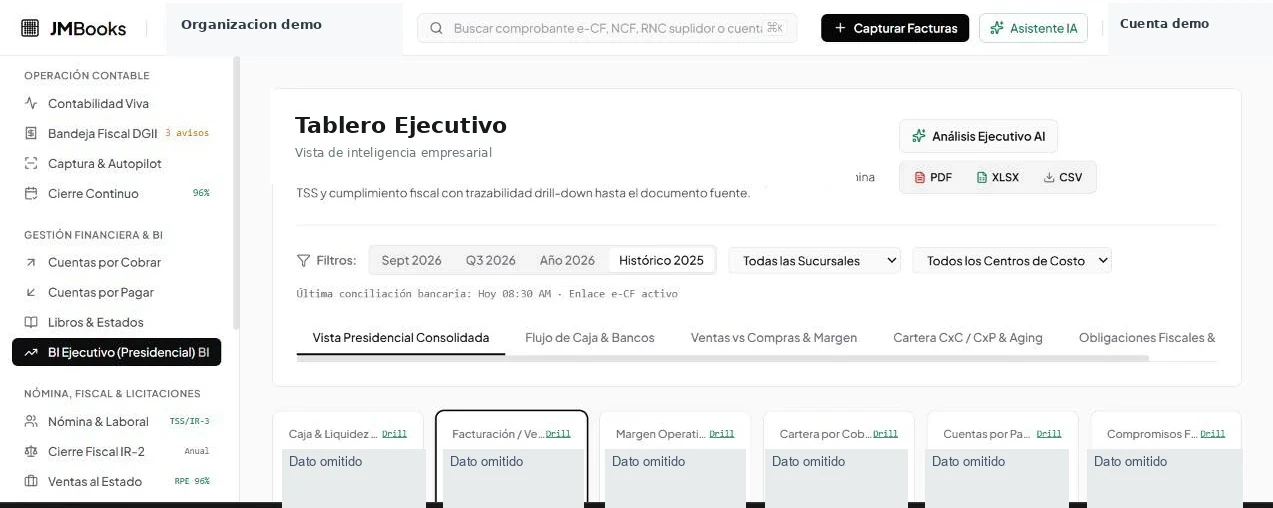 JMBooks
Organizacion demo
Buscar comprobante e-CF, NCF, RNC suplidor o cuenta ⌘K
+ Capturar Facturas
Asistente IA
Cuenta demo
OPERACIÓN CONTABLE
Contabilidad Viva
Bandeja Fiscal DGII 3 avisos
Captura & Autopilot
Cierre Continuo 96%
GESTIÓN FINANCIERA & BI
Cuentas por Cobrar
Cuentas por Pagar
Libros & Estados
BI Ejecutivo (Presidencial) BI
NÓMINA, FISCAL & LICITACIONES
Nómina & Laboral TSS/IR-3
Cierre Fiscal IR-2 Anual
Ventas al Estado RPE 96%
Tablero Ejecutivo
Vista de inteligencia empresarial
TSS y cumplimiento fiscal con trazabilidad drill-down hasta el documento fuente.
Análisis Ejecutivo AI
PDF XLSX CSV
Filtros: Sept 2026 Q3 2026 Año 2026 Histórico 2025 Todas las Sucursales Todos los Centros de Costo
Última conciliación bancaria: Hoy 08:30 AM · Enlace e-CF activo
Vista Presidencial Consolidada Flujo de Caja & Bancos Ventas vs Compras & Margen Cartera CxC / CxP & Aging Obligaciones Fiscales &
Caja & Liquidez ... Drill
Dato omitido
Facturación / Ve... Drill
Dato omitido
Margen Operati... Drill
Dato omitido
Cartera por Cob... Drill
Dato omitido
Cuentas por Pa... Drill
Dato omitido
Compromisos F... Drill
Dato omitido